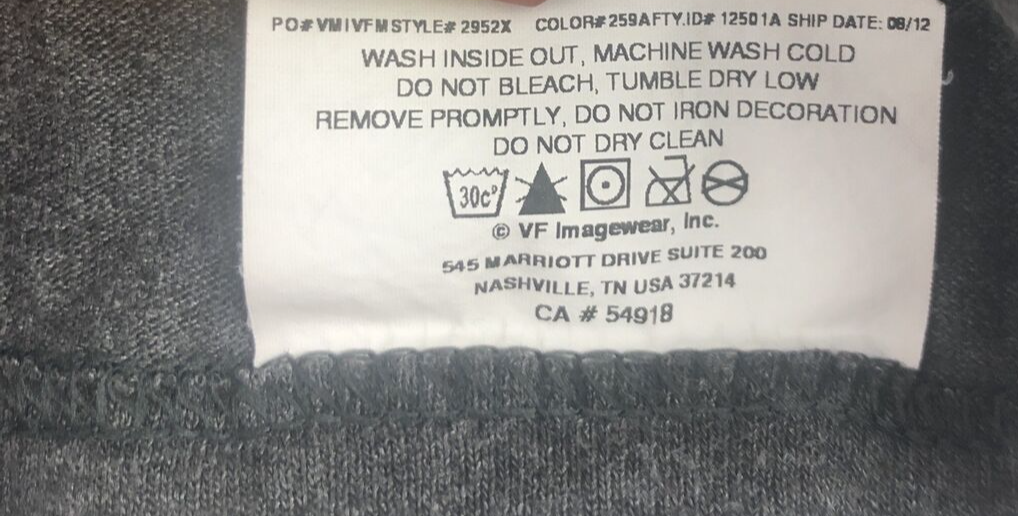 PO# VMIVFM STYLE# 2952X COLOR# 259A FTY.ID# 12501A SHIP DATE: 08/12
WASH INSIDE OUT, MACHINE WASH COLD
DO NOT BLEACH, TUMBLE DRY LOW
REMOVE PROMPTLY, DO NOT IRON DECORATION
DO NOT DRY CLEAN
30c°
© VF Imagewear, Inc.
545 MARRIOTT DRIVE SUITE 200
NASHVILLE, TN USA 37214
CA # 54918